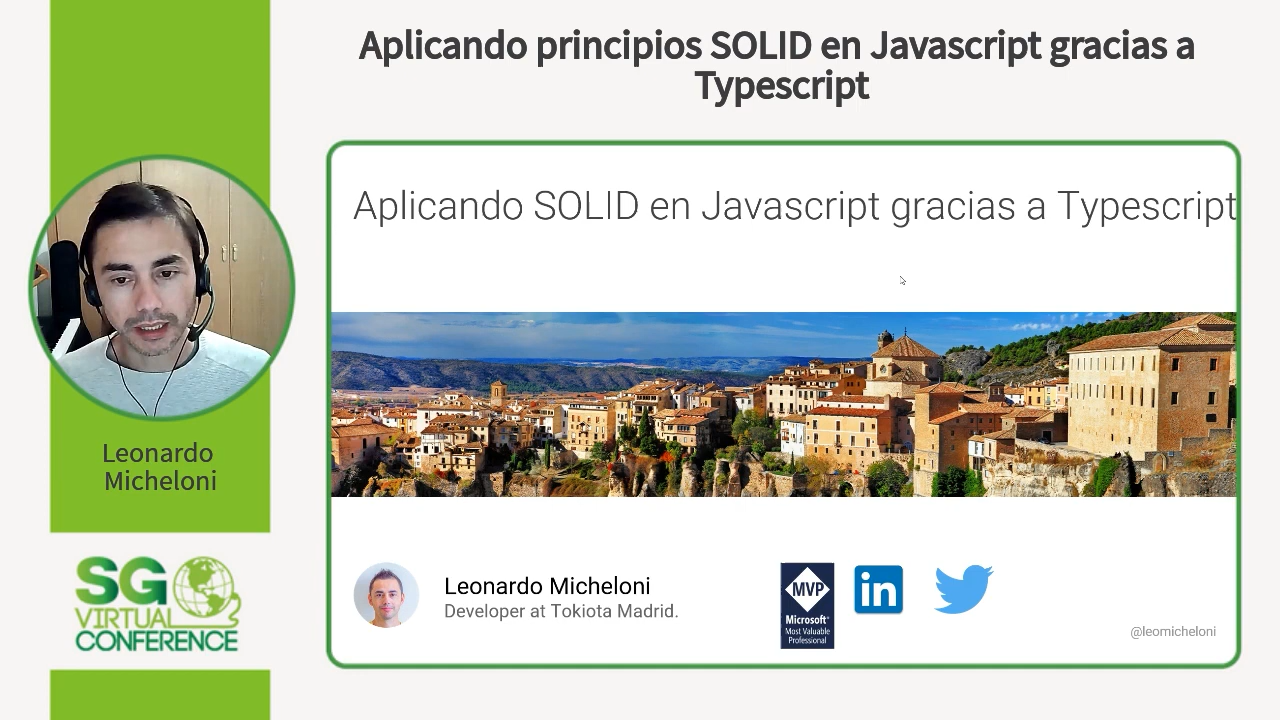 Aplicando principios SOLID en Javascript gracias a
Typescript
Aplicando SOLID en Javascript gracias a Typescript
Leonardo
Micheloni
SG
VIRTUAL
CONFERENCE
Leonardo Micheloni
Developer at Tokiota Madrid.
MVP
Microsoft®
Most Valuable
Professional
in
@leomicheloni